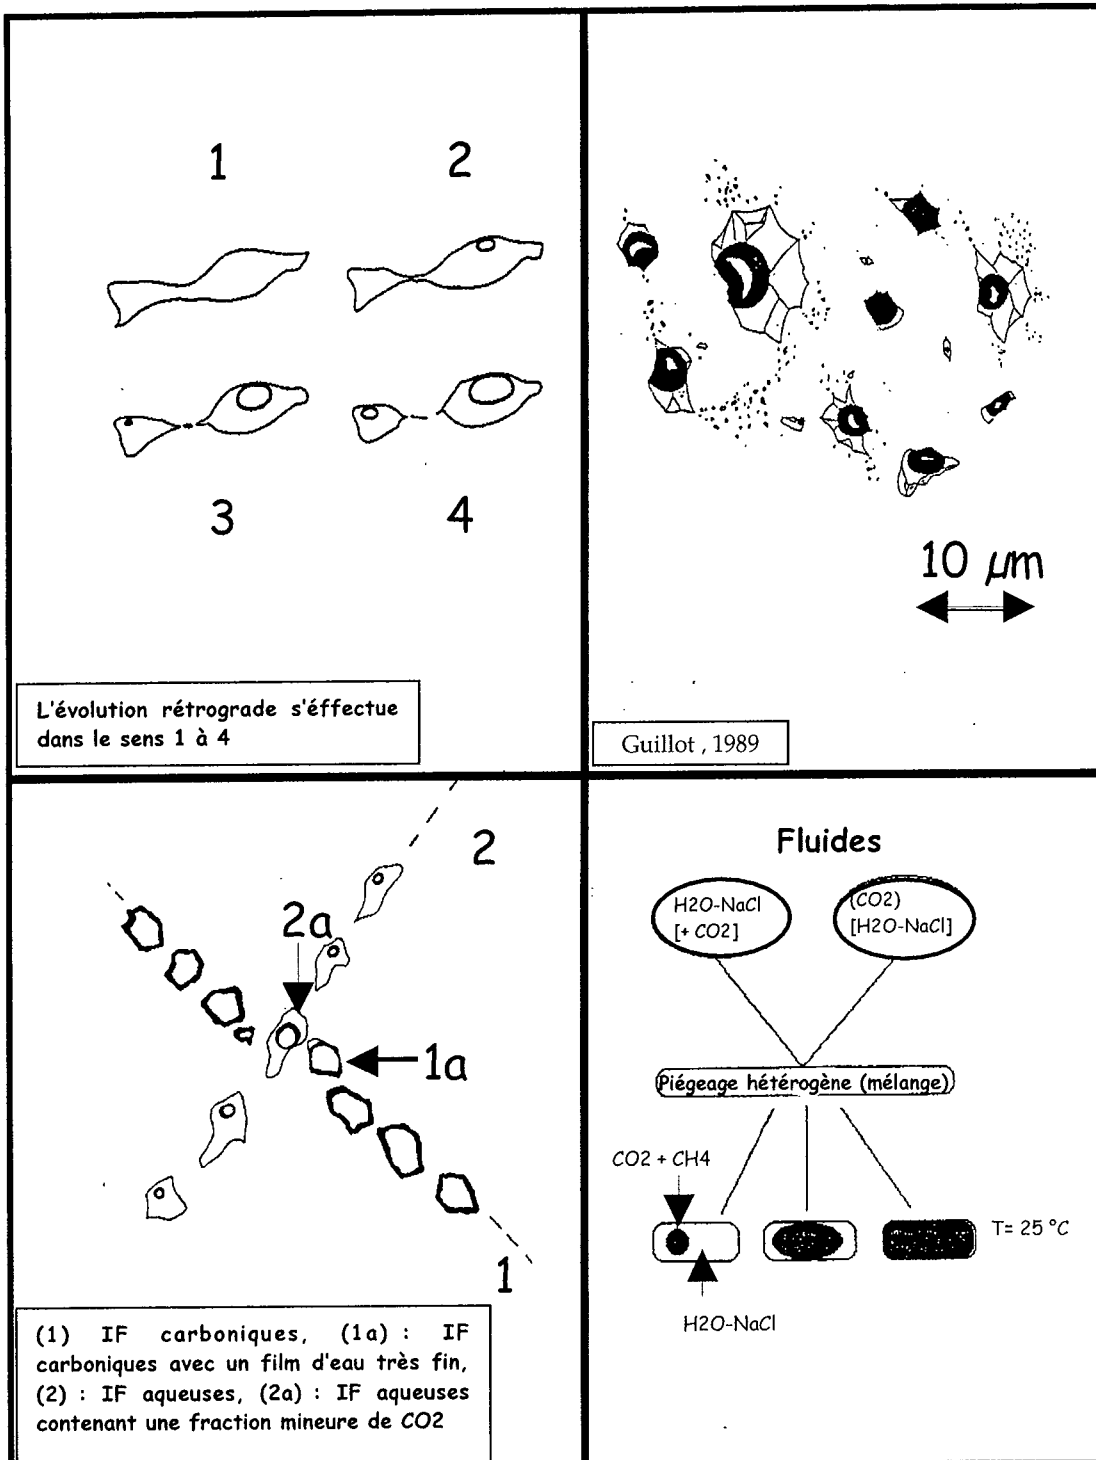 1
2
3
4
L'évolution rétrograde s'éffectue
dans le sens 1 à 4
10 µm
Guillot , 1989
2
2a
1a
1
(1) IF carboniques, (1a) : IF
carboniques avec un film d'eau très fin,
(2) : IF aqueuses, (2a) : IF aqueuses
contenant une fraction mineure de CO2
Fluides
H2O-NaCl
[+ CO2]
(CO2)
[H2O-NaCl]
Piégeage hétérogène (mélange)
CO2 + CH4
T= 25 °C
H2O-NaCl